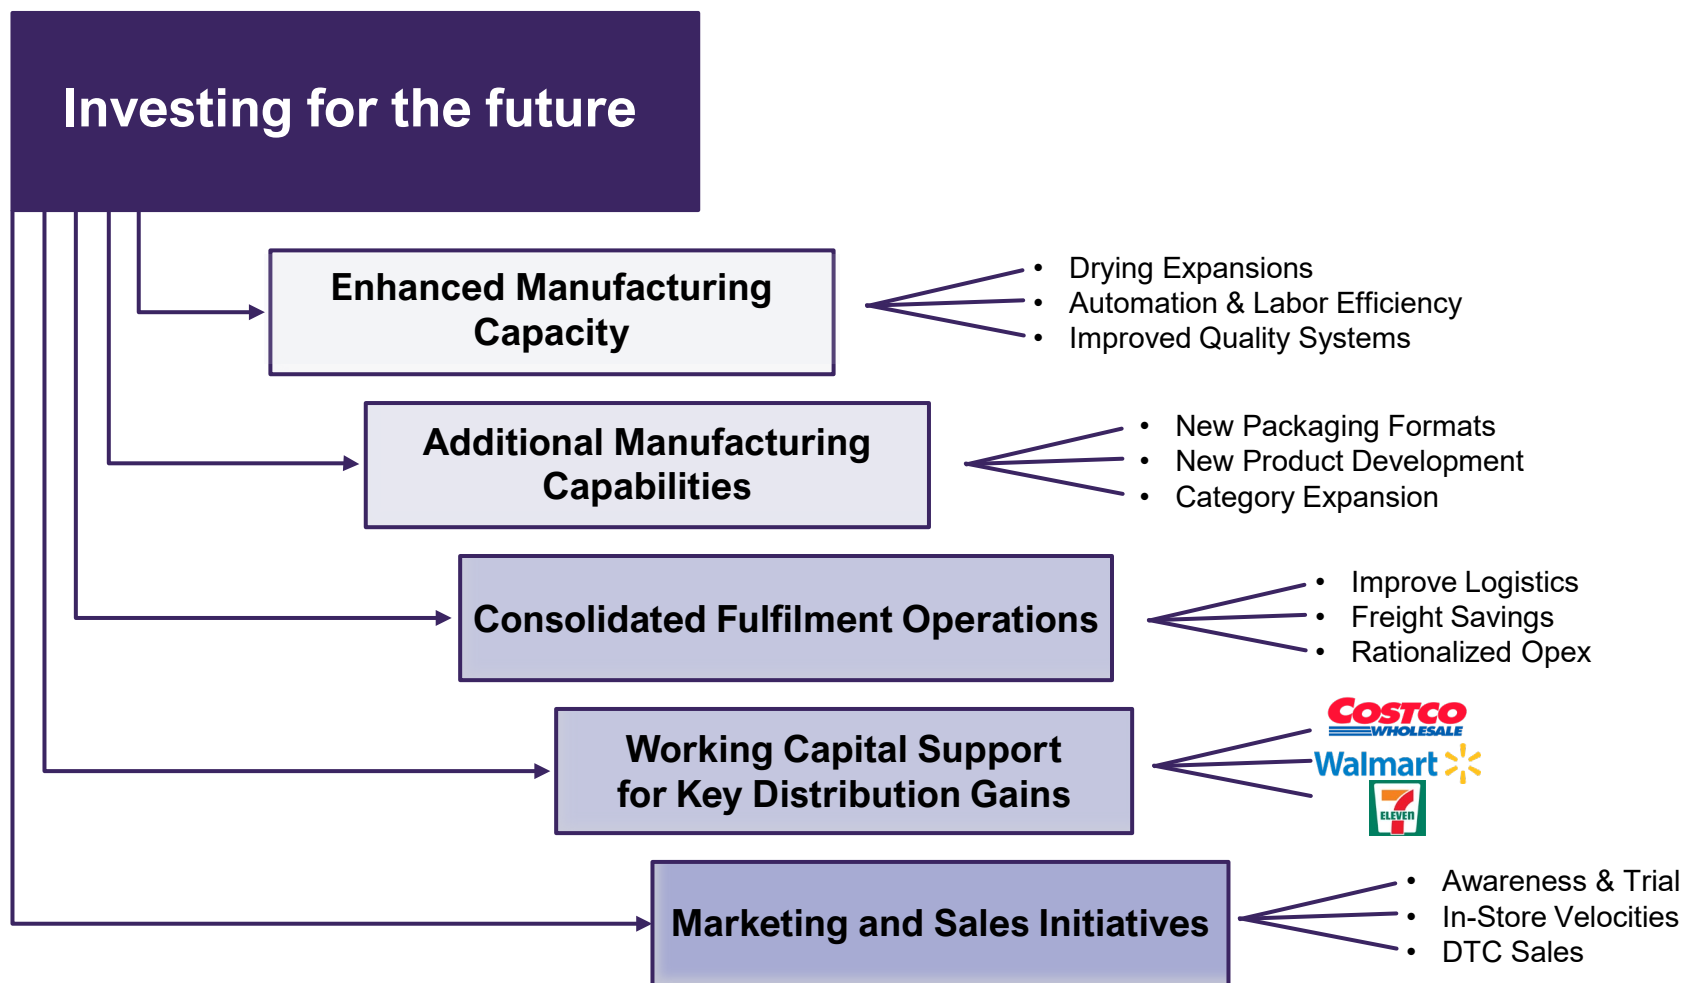 Investing for the future
Enhanced Manufacturing
Capacity
• Drying Expansions
• Automation & Labor Efficiency
• Improved Quality Systems
Additional Manufacturing
Capabilities
• New Packaging Formats
• New Product Development
• Category Expansion
Consolidated Fulfilment Operations
• Improve Logistics
• Freight Savings
• Rationalized Opex
Working Capital Support
for Key Distribution Gains
COSTCO
WHOLESALE
Walmart
7
ELEVEn
Marketing and Sales Initiatives
• Awareness & Trial
• In-Store Velocities
• DTC Sales